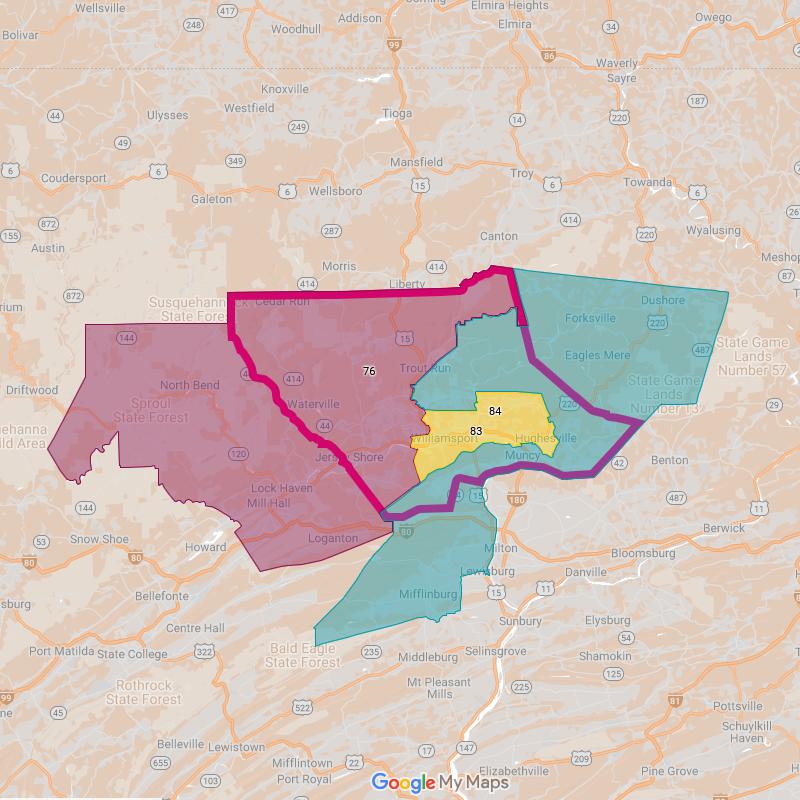 Wellsville
Addison
Elmira Heights
Owego
248
417
Woodhull
Elmira
34
Bolivar
99
86
Waverly
Sayre
Knoxville
44
Ulysses
Westfield
Tioga
14
220
187
249
49
349
Mansfield
6
6
Coudersport
Wellsboro
6
15
Troy
6
Towanda
6
Galeton
872
287
414
Wyalusing
155
Austin
Canton
220
87
Morris
414
Liberty
414
872
Susquehannock
State Forest
Cedar Run
Dushore
Forksville
220
144
15
487
State Game
Lands
Number 57
Eagles Mere
76
Trout Run
414
State Game
Lands
Number 13
North Bend
Driftwood
Sproul
State Forest
Waterville
84
220
29
44
83
Williamsport
Hughesville
120
Jersey Shore
Muncy
42
Benton
Lock Haven
Mill Hall
15
180
487
144
11
80
Berwick
53
Snow Shoe
Howard
Loganton
Milton
Bloomsburg
80
80
Lewisburg
Danville
Bellefonte
Mifflinburg
15
11
Sunbury
Elysburg
Centre Hall
54
Port Matilda
State College
322
Bald Eagle
State Forest
235
Middleburg
Selinsgrove
Shamokin
125
Rothrock
State Forest
Mt Pleasant
Mills
225
99
45
522
81
Pottsville
Schuylkill
Haven
Belleville
Lewistown
17
147
655
Mifflintown
22
209
Port Royal
103
Elizabethville
Pine Grove
Google My Maps